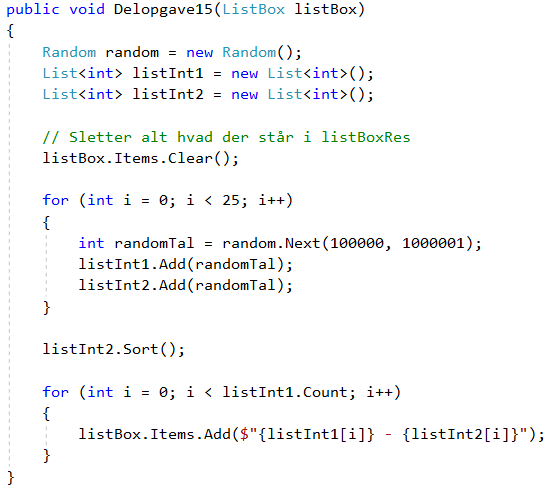 public void Delopgave15(ListBox listBox)
{
    Random random = new Random();
    List<int> listInt1 = new List<int>();
    List<int> listInt2 = new List<int>();

    // Sletter alt hvad der står i listBoxRes
    listBox.Items.Clear();

    for (int i = 0; i < 25; i++)
    {
        int randomTal = random.Next(100000, 1000001);
        listInt1.Add(randomTal);
        listInt2.Add(randomTal);
    }

    listInt2.Sort();

    for (int i = 0; i < listInt1.Count; i++)
    {
        listBox.Items.Add($"{listInt1[i]} - {listInt2[i]}");
    }
}